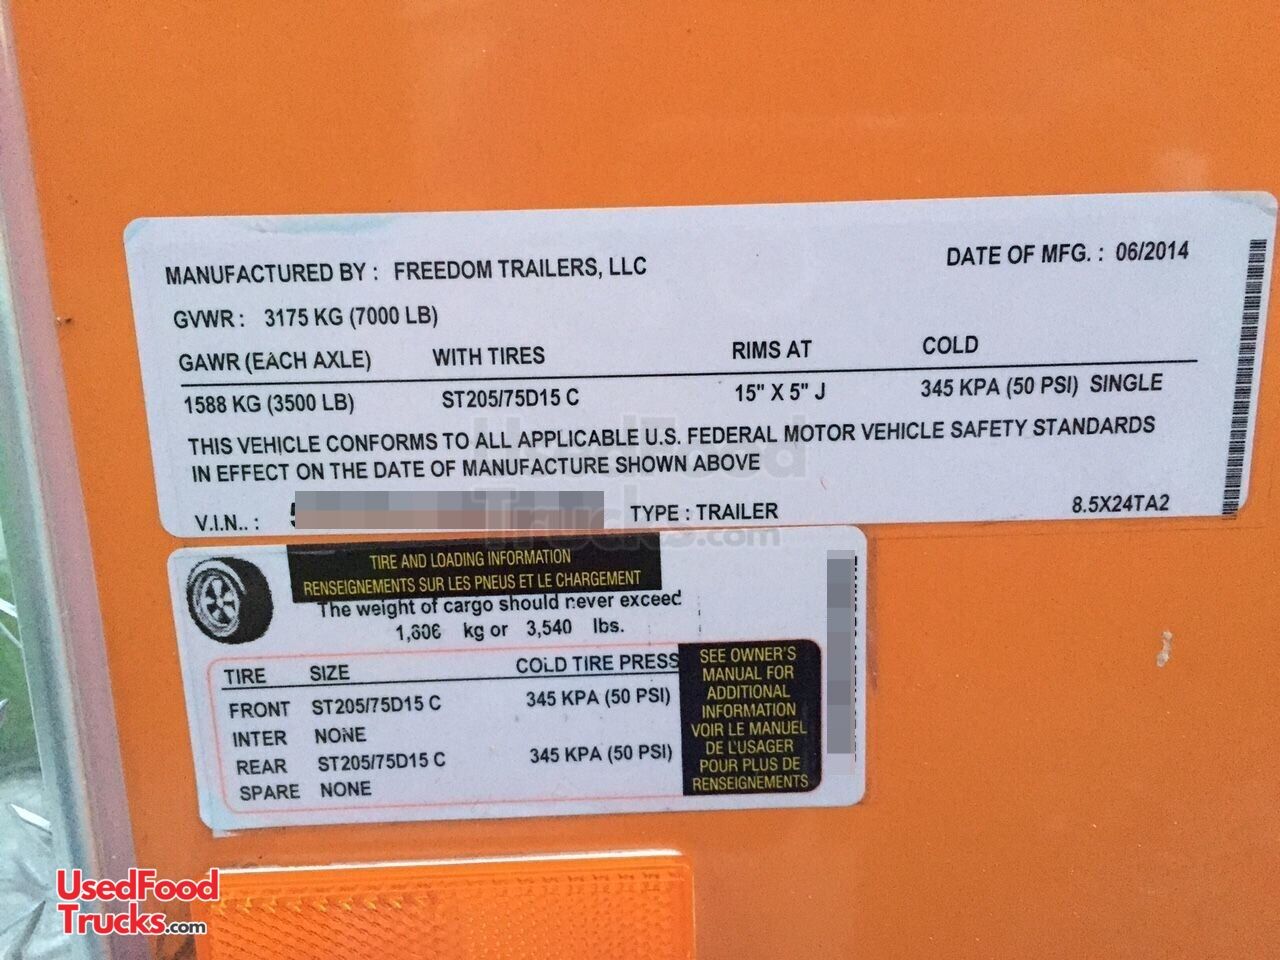 MANUFACTURED BY : FREEDOM TRAILERS, LLC DATE OF MFG. : 06/2014
GVWR : 3175 KG (7000 LB)
GAWR (EACH AXLE) WITH TIRES RIMS AT COLD
1588 KG (3500 LB) ST205/75D15 C 15" X 5" J 345 KPA (50 PSI) SINGLE
THIS VEHICLE CONFORMS TO ALL APPLICABLE U.S. FEDERAL MOTOR VEHICLE SAFETY STANDARDS
IN EFFECT ON THE DATE OF MANUFACTURE SHOWN ABOVE
V.I.N.. : TYPE : TRAILER 8.5X24TA2
UsedFood
Trucks.com
TIRE AND LOADING INFORMATION
RENSEIGNEMENTS SUR LES PNEUS ET LE CHARGEMENT
The weight of cargo should never exceed
1,606 kg or 3,540 lbs.
TIRE SIZE COLD TIRE PRESS
FRONT ST205/75D15 C 345 KPA (50 PSI)
INTER NONE
REAR ST205/75D15 C 345 KPA (50 PSI)
SPARE NONE
SEE OWNER'S
MANUAL FOR
ADDITIONAL
INFORMATION
VOIR LE MANUEL
DE L'USAGER
POUR PLUS DE
RENSEIGNEMENTS
UsedFood
Trucks.com